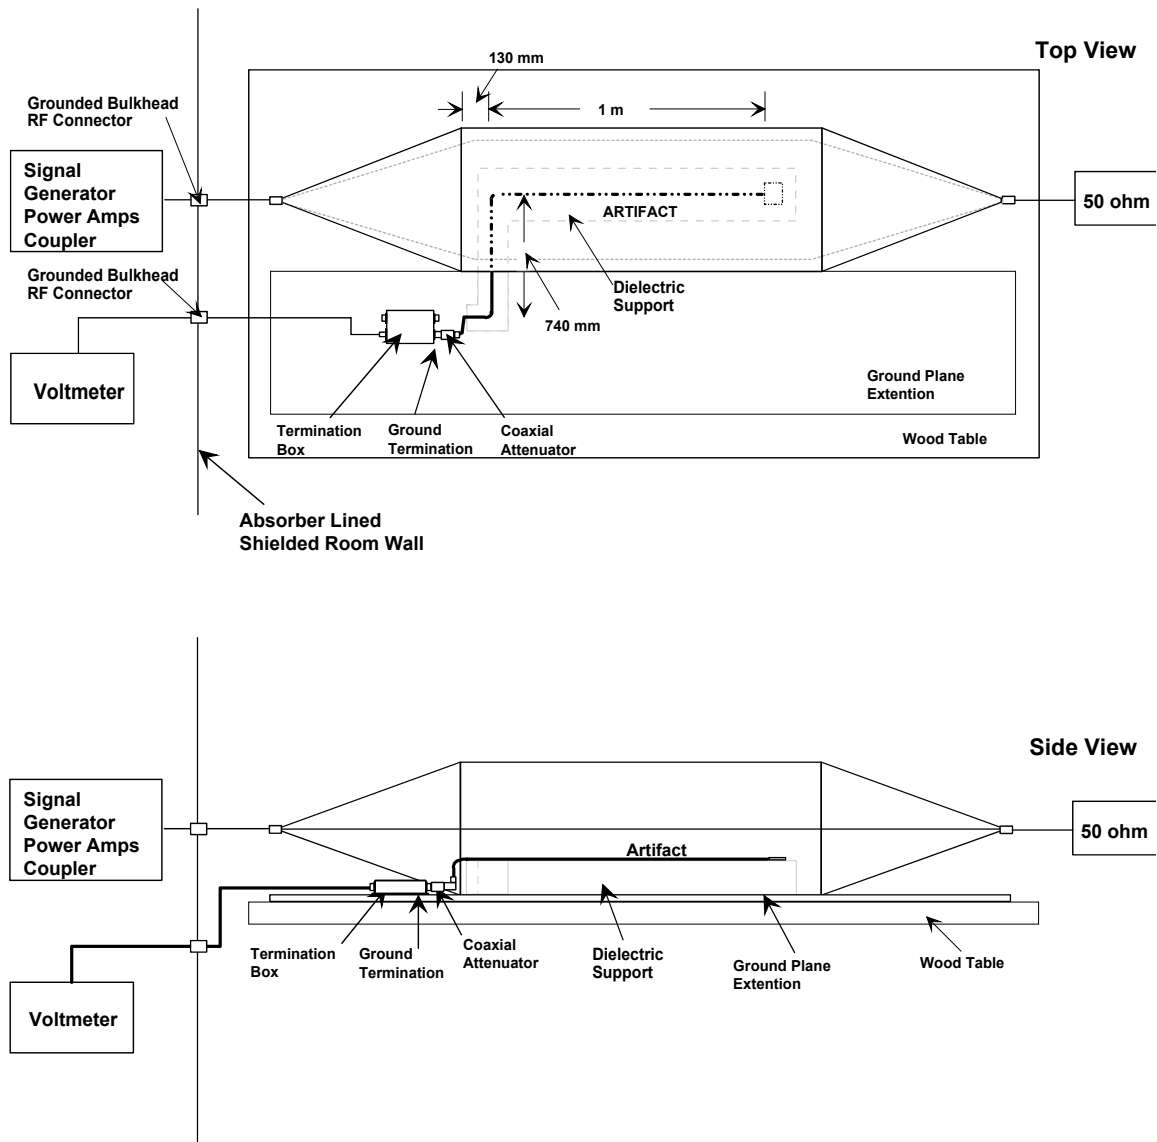 Top View
130 mm
1 m
Grounded Bulkhead
RF Connector
Signal
Generator
Power Amps
Coupler
ARTIFACT
50 ohm
Grounded Bulkhead
RF Connector
Dielectric
Support
740 mm
Voltmeter
Ground Plane
Extention
Termination
Box
Ground
Termination
Coaxial
Attenuator
Wood Table
Absorber Lined
Shielded Room Wall
Side View
Signal
Generator
Power Amps
Coupler
50 ohm
Artifact
Termination
Box
Ground
Termination
Coaxial
Attenuator
Dielectric
Support
Ground Plane
Extention
Wood Table
Voltmeter